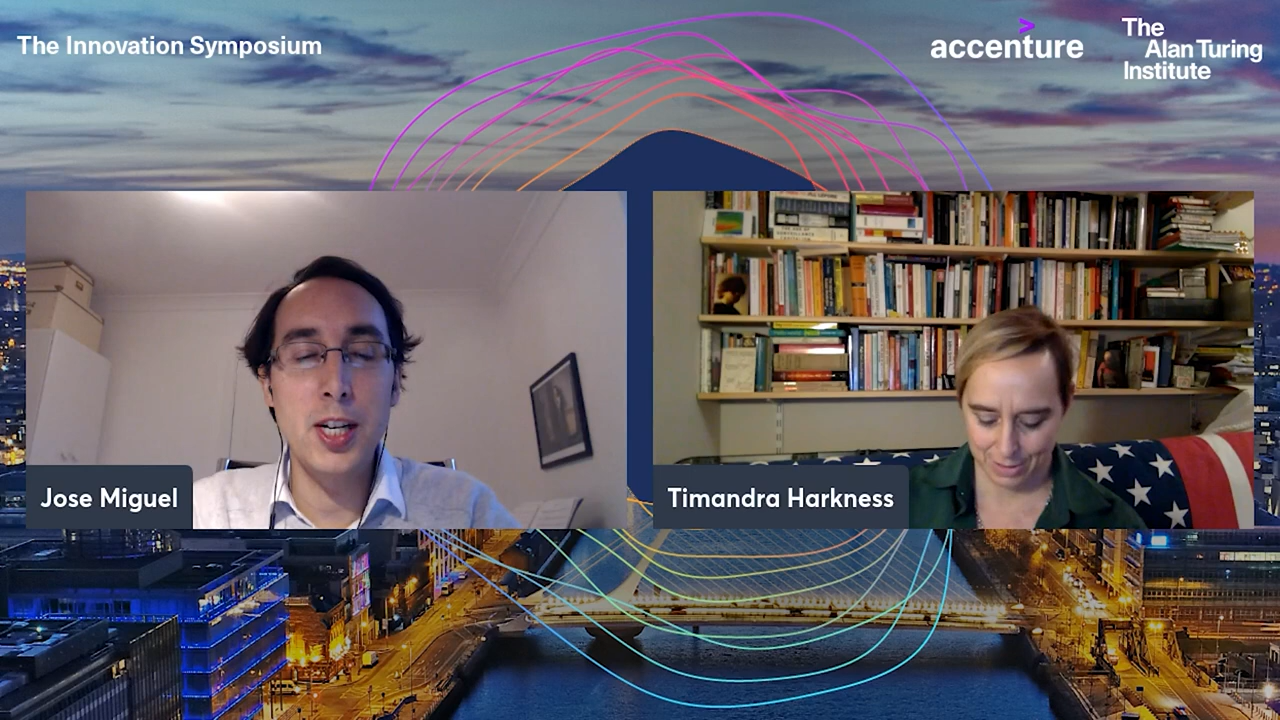 The Innovation Symposium
accenture
The
Alan Turing
Institute
Jose Miguel
Timandra Harkness